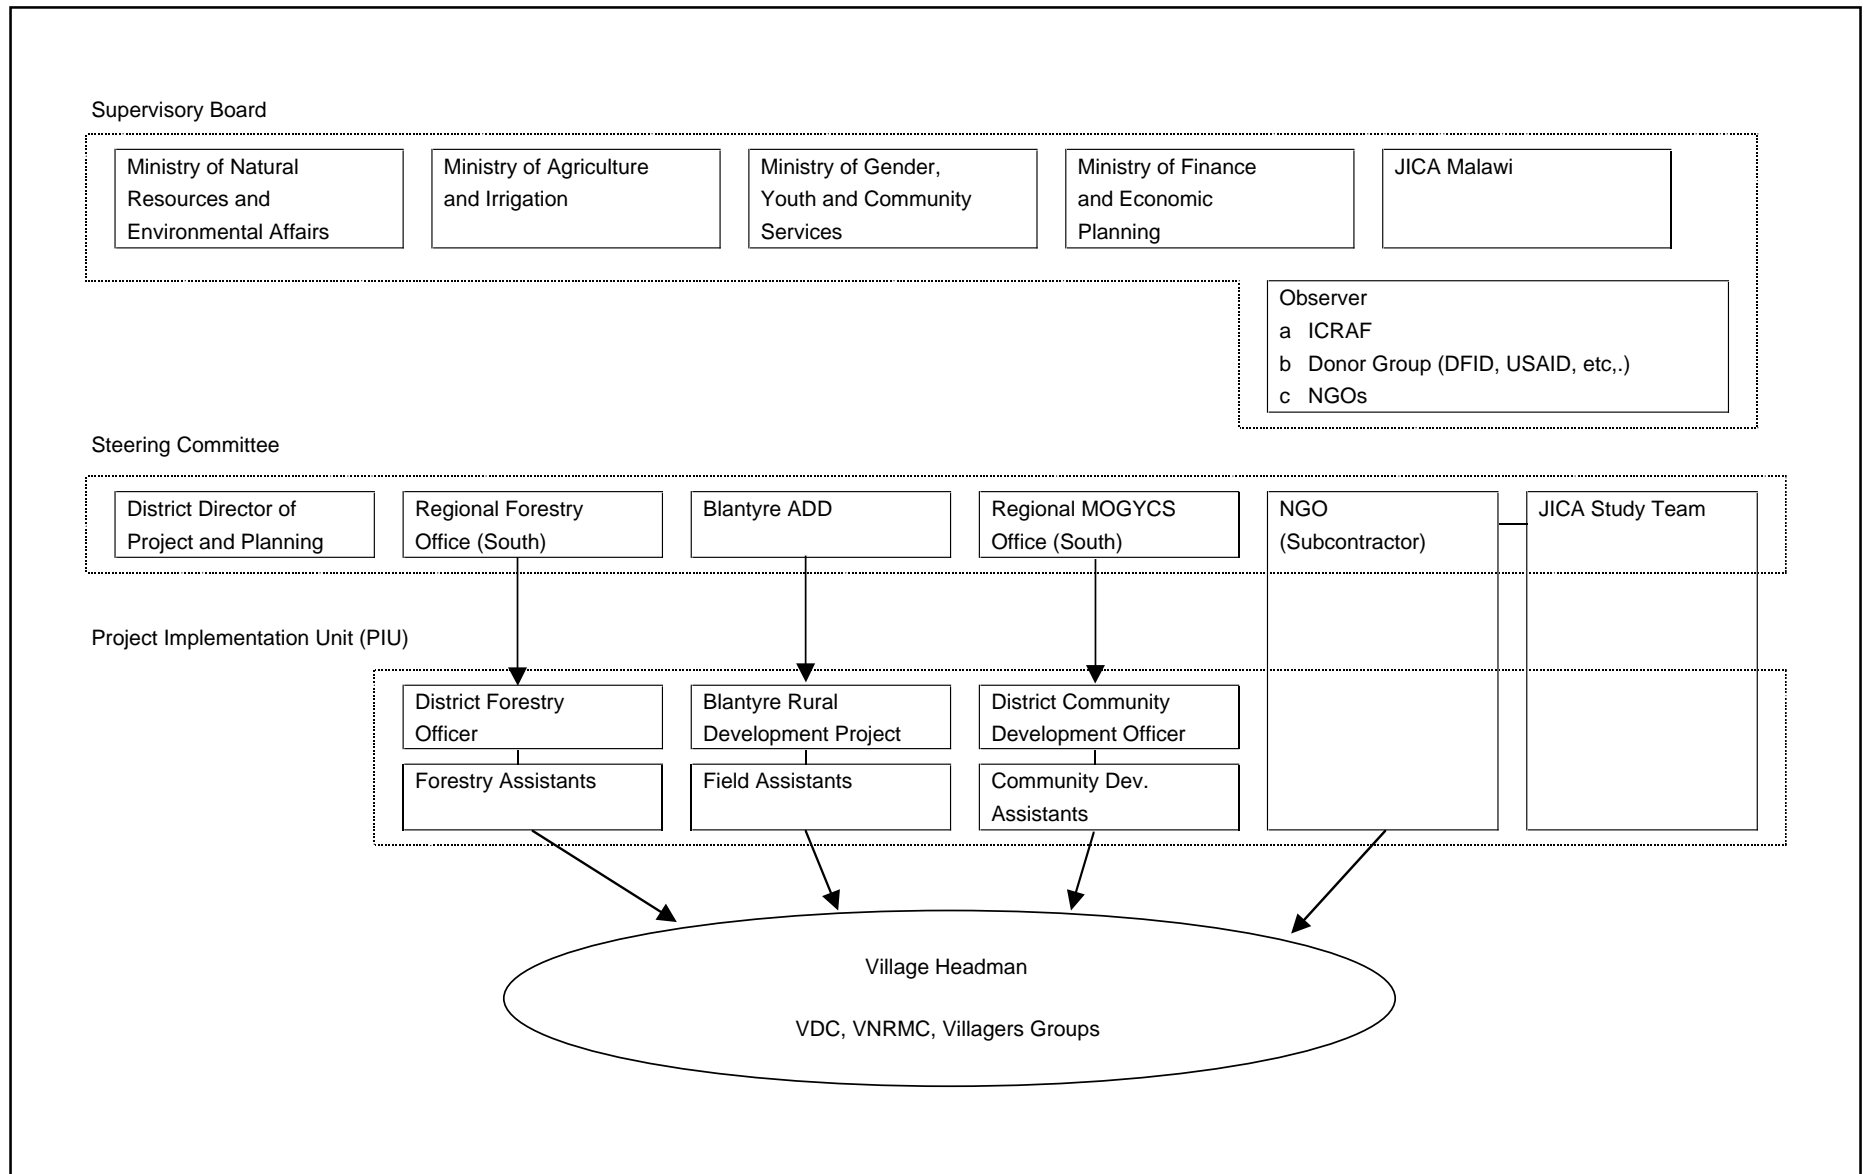 Supervisory Board
Ministry of Natural
Resources and
Environmental Affairs
Ministry of Agriculture
and Irrigation
Ministry of Gender,
Youth and Community
Services
Ministry of Finance
and Economic
Planning
JICA Malawi
Observer
a ICRAF
b Donor Group (DFID, USAID, etc,.)
c NGOs
Steering Committee
District Director of
Project and Planning
Regional Forestry
Office (South)
Blantyre ADD
Regional MOGYCS
Office (South)
NGO
(Subcontractor)
JICA Study Team
Project Implementation Unit (PIU)
District Forestry
Officer
Blantyre Rural
Development Project
District Community
Development Officer
Forestry Assistants
Field Assistants
Community Dev.
Assistants
Village Headman
VDC, VNRMC, Villagers Groups